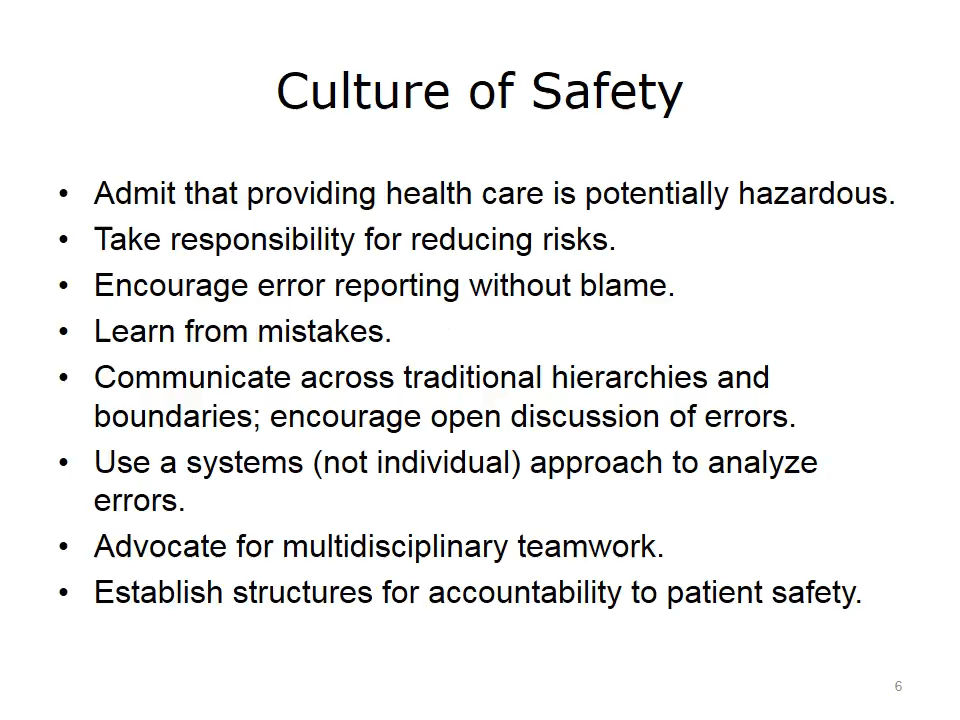 Culture of Safety
• Admit that providing health care is potentially hazardous.
• Take responsibility for reducing risks.
• Encourage error reporting without blame.
• Learn from mistakes.
• Communicate across traditional hierarchies and
boundaries; encourage open discussion of errors.
• Use a systems (not individual) approach to analyze
errors.
• Advocate for multidisciplinary teamwork.
• Establish structures for accountability to patient safety.
6